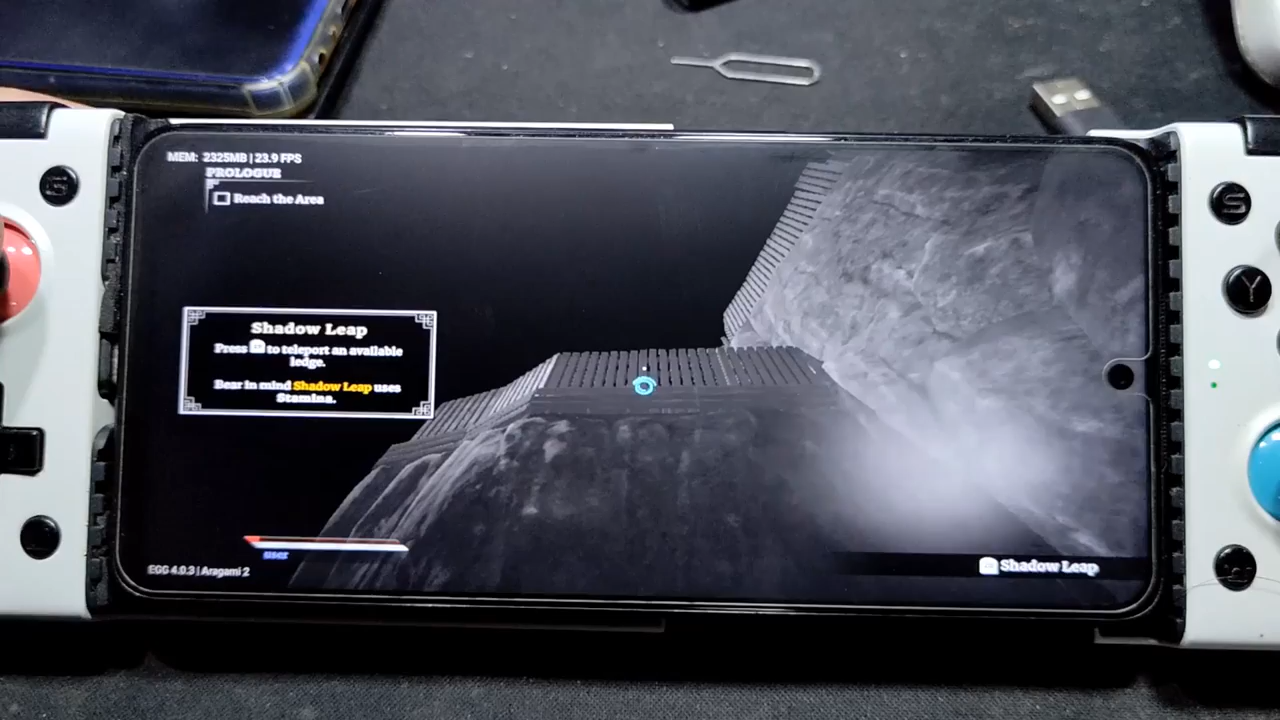 MEM: 2325MB | 23.9 FPS
PROLOGUE
Reach the Area
Shadow Leap
Press to teleport an available
ledge.
Bear in mind Shadow Leap uses
Stamina.
EGG 4.0.3 | Aragami 2
Shadow Leap
S
Y